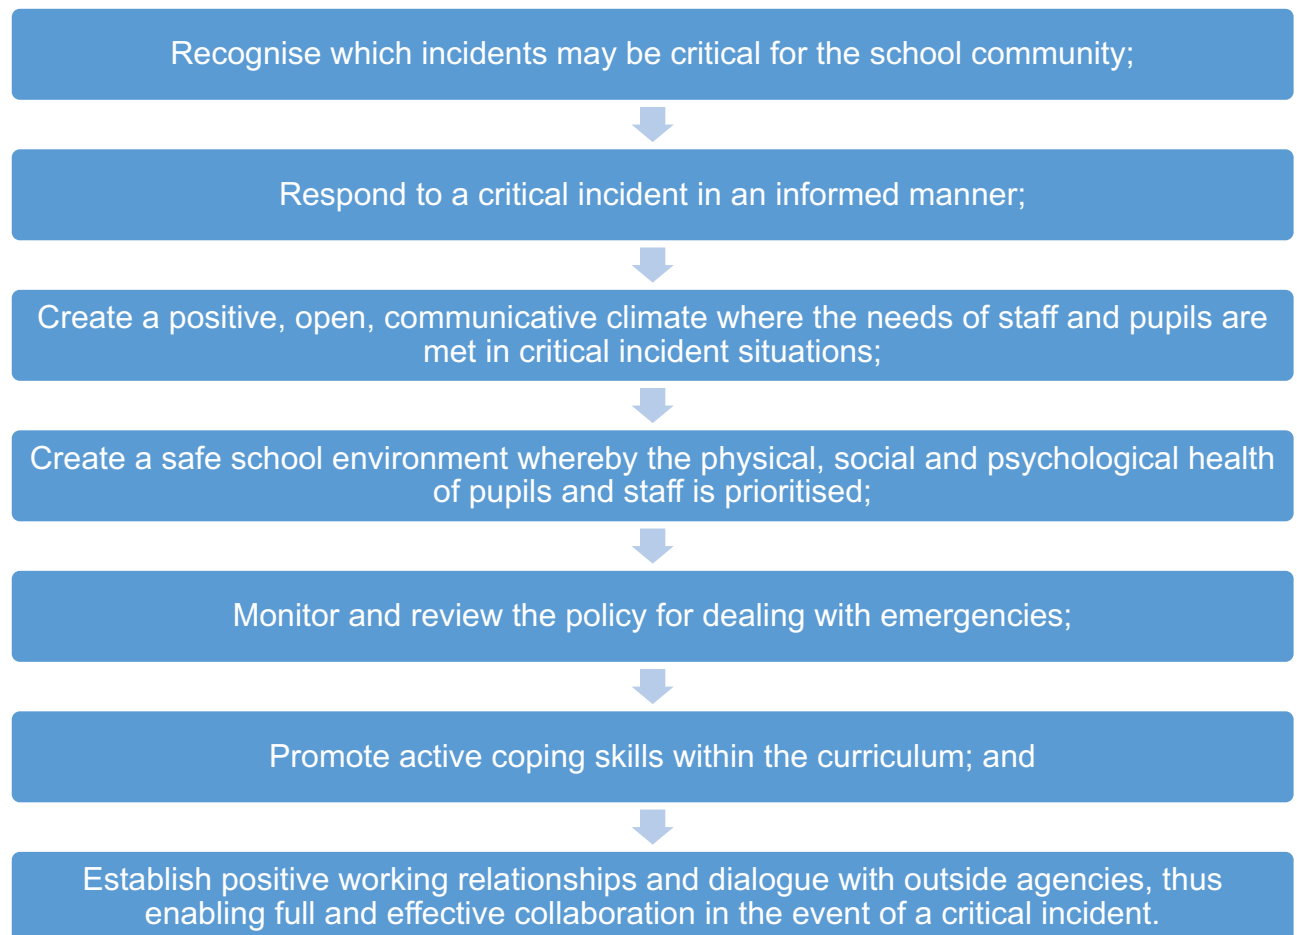 Recognise which incidents may be critical for the school community;
Respond to a critical incident in an informed manner;
Create a positive, open, communicative climate where the needs of staff and pupils are
met in critical incident situations;
Create a safe school environment whereby the physical, social and psychological health
of pupils and staff is prioritised;
Monitor and review the policy for dealing with emergencies;
Promote active coping skills within the curriculum; and
Establish positive working relationships and dialogue with outside agencies, thus
enabling full and effective collaboration in the event of a critical incident.